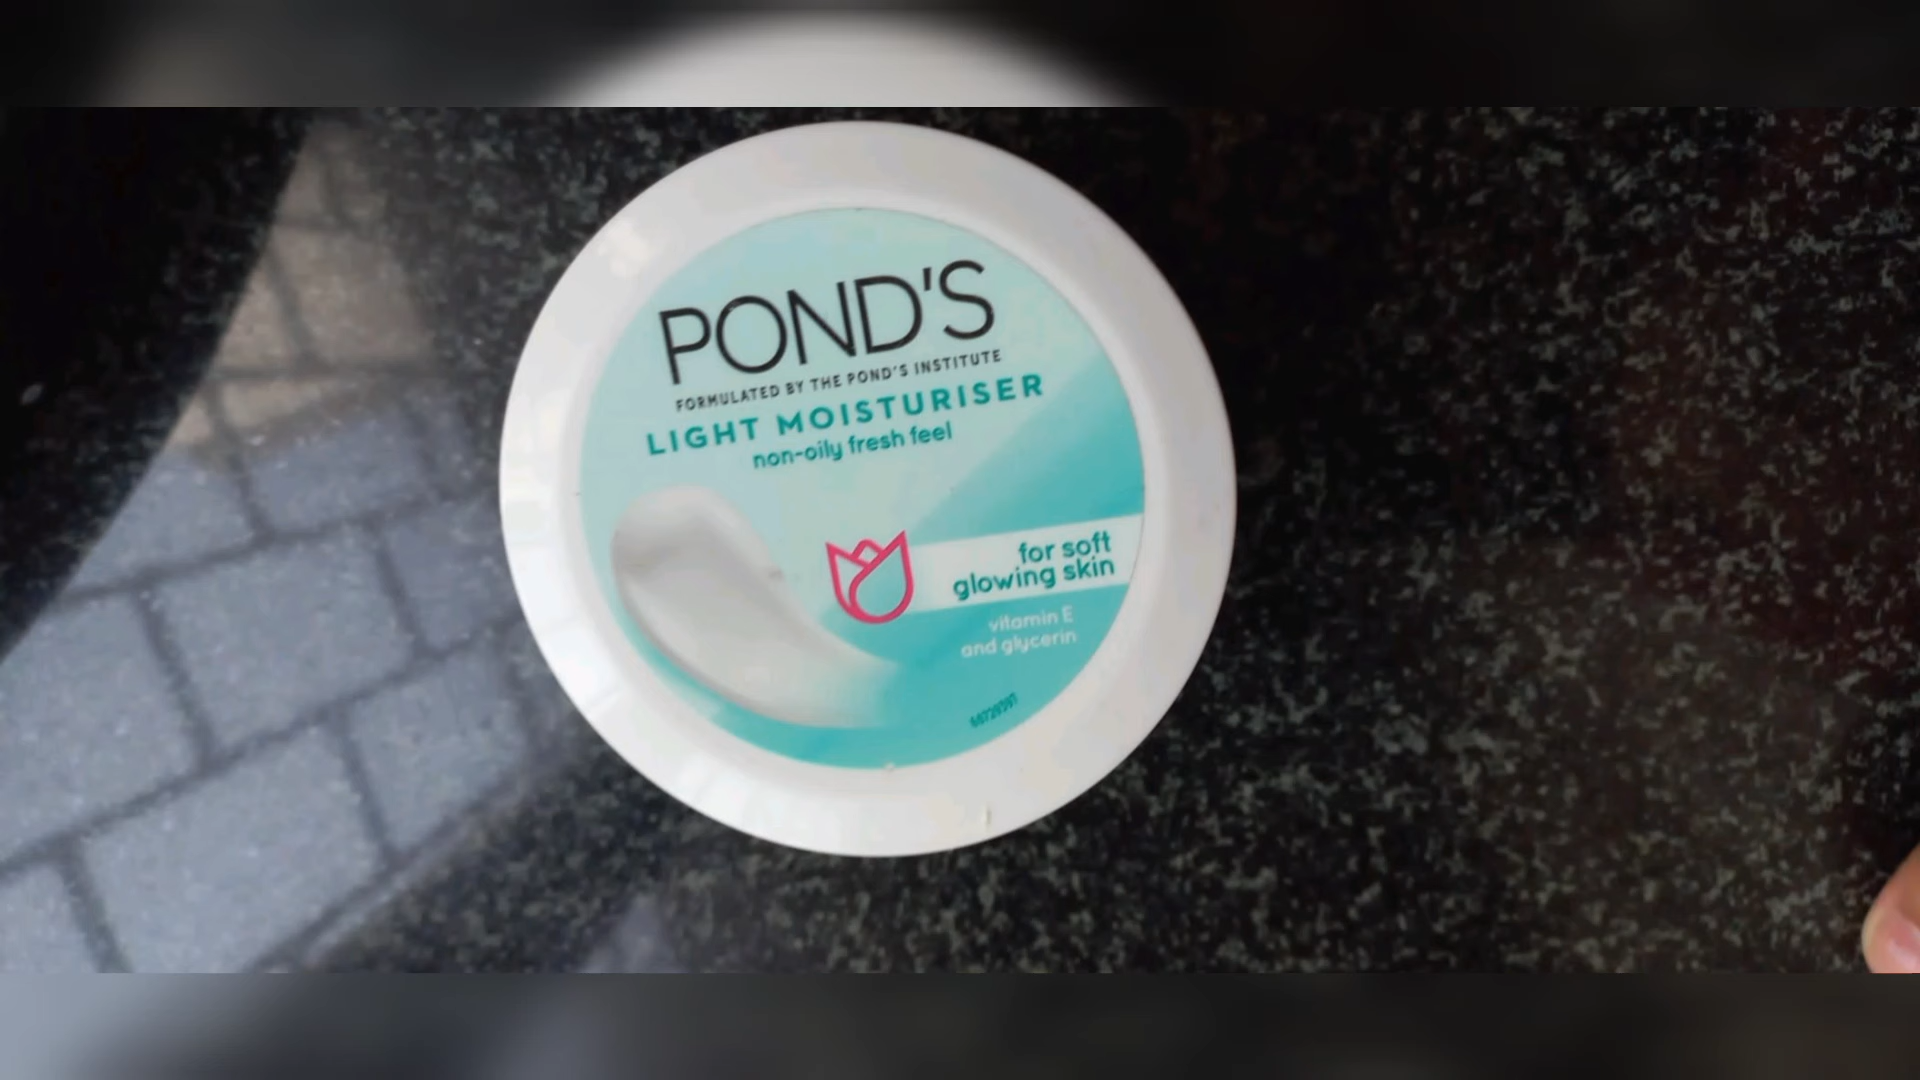 POND'S
FORMULATED BY THE POND'S INSTITUTE
LIGHT MOISTURISER
non-oily fresh feel
for soft
glowing skin
vitamin E
and glycerin